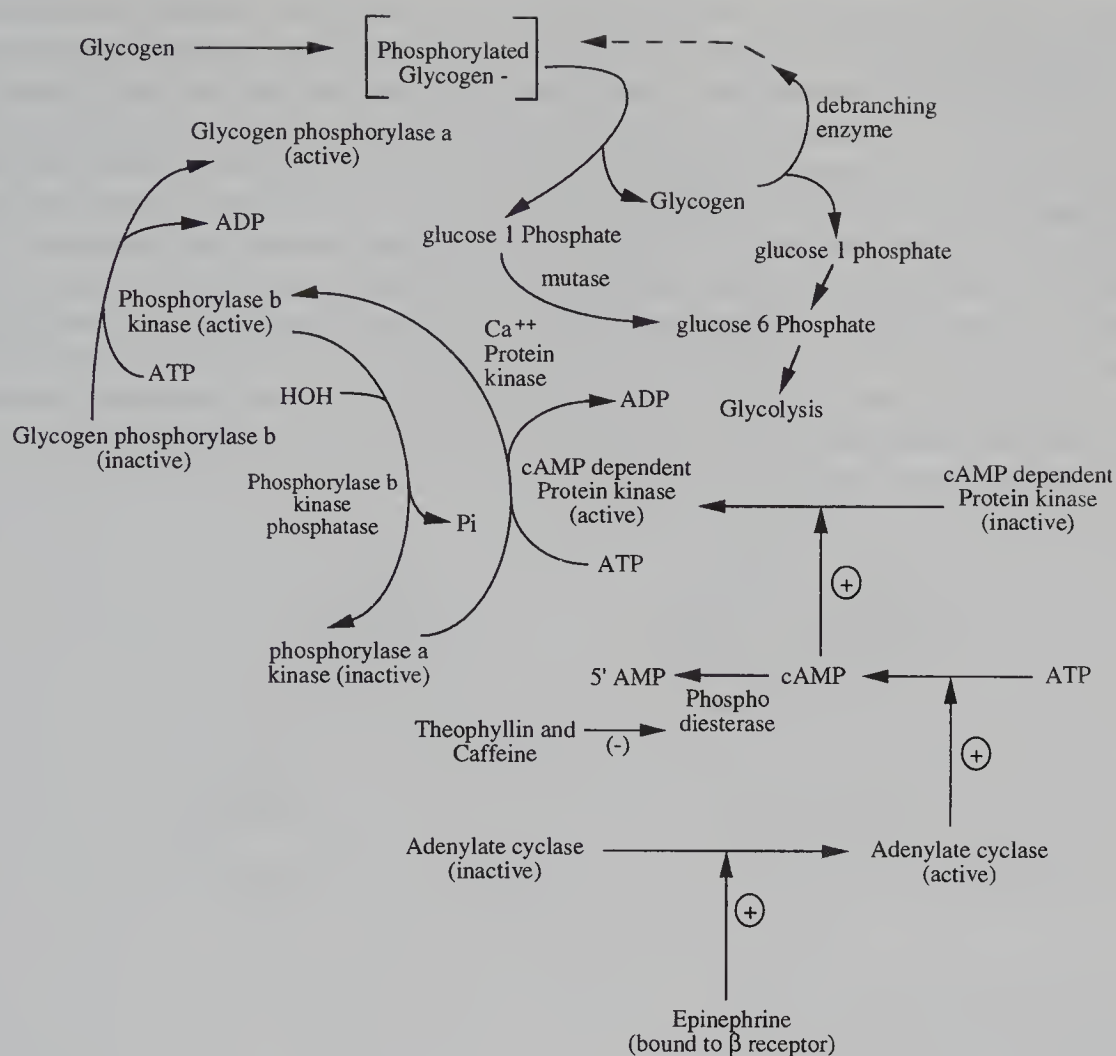 Glycogen
Phosphorylated
Glycogen -
debranching
enzyme
Glycogen phosphorylase a
(active)
ADP
Glycogen
glucose 1 Phosphate
glucose 1 phosphate
mutase
Phosphorylase b
kinase (active)
glucose 6 Phosphate
Ca++
Protein
kinase
ATP
HOH
ADP
Glycolysis
Glycogen phosphorylase b
(inactive)
cAMP dependent
Protein kinase
(active)
cAMP dependent
Protein kinase
(inactive)
Phosphorylase b
kinase
phosphatase
Pi
ATP
+
phosphorylase a
kinase (inactive)
5' AMP
cAMP
ATP
Phospho
diesterase
Theophyllin and
Caffeine
(-)
+
Adenylate cyclase
(inactive)
Adenylate cyclase
(active)
+
Epinephrine
(bound to β receptor)